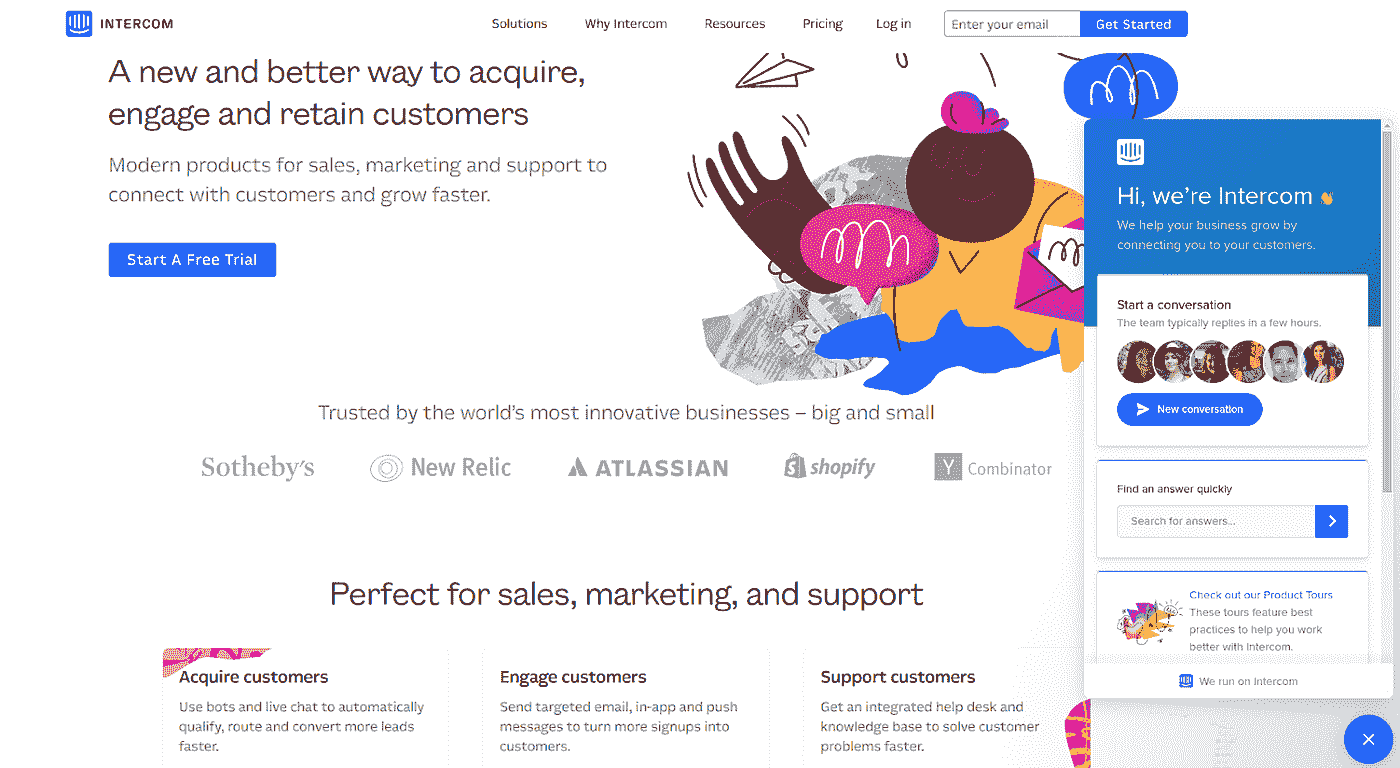 INTERCOM
Solutions
Why Intercom
Resources
Pricing
Log in
Enter your email
Get Started
A new and better way to acquire,
engage and retain customers
Modern products for sales, marketing and support to
connect with customers and grow faster.
Start A Free Trial
Trusted by the world's most innovative businesses – big and small
Sotheby's
New Relic
ATLASSIAN
shopify
Y Combinator
Perfect for sales, marketing, and support
Acquire customers
Use bots and live chat to automatically
qualify, route and convert more leads
faster.
Engage customers
Send targeted email, in-app and push
messages to turn more signups into
customers.
Support customers
Get an integrated help desk and
knowledge base to solve customer
problems faster.
Hi, we're Intercom 👋
We help your business grow by
connecting you to your customers.
Start a conversation
The team typically replies in a few hours.
New conversation
Find an answer quickly
Search for answers...
Check out our Product Tours
These tours feature best
practices to help you work
better with Intercom.
We run on Intercom